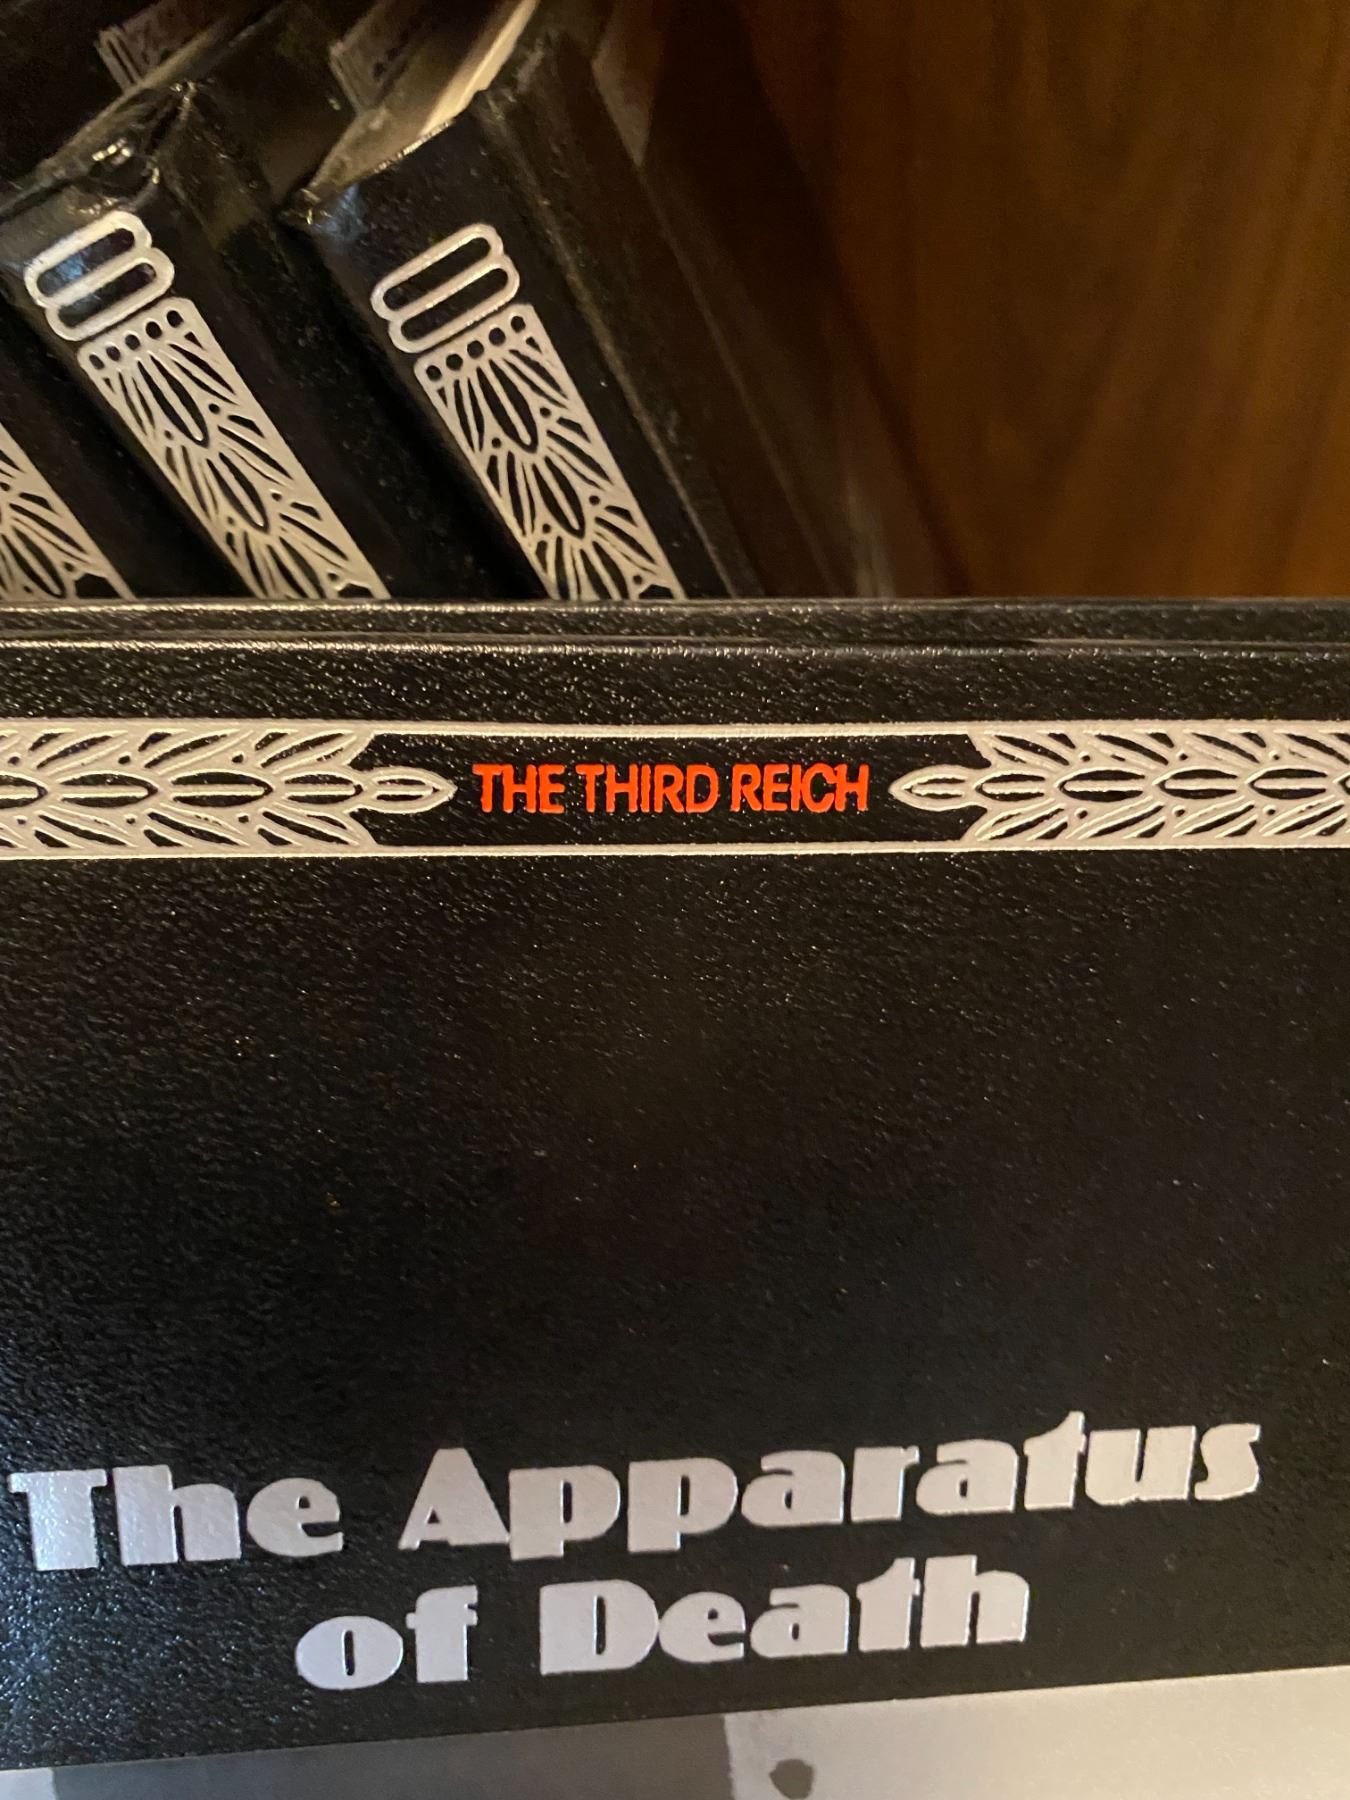 THE THIRD REICH
The Apparatus
of Death